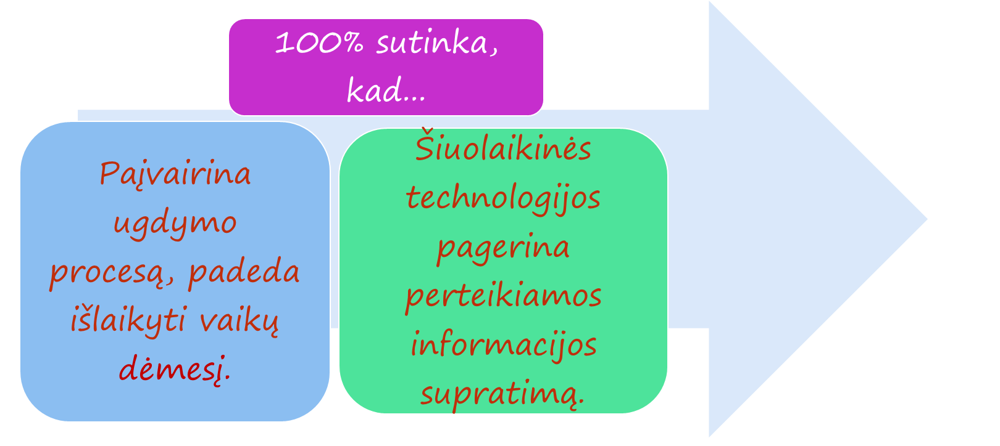 100% sutinka,
kad...
Paįvairina
ugdymo
procesą, padeda
išlaikyti vaikų
dėmesį.
Šiuolaikinės
technologijos
pagerina
perteikiamos
informacijos
supratimą.